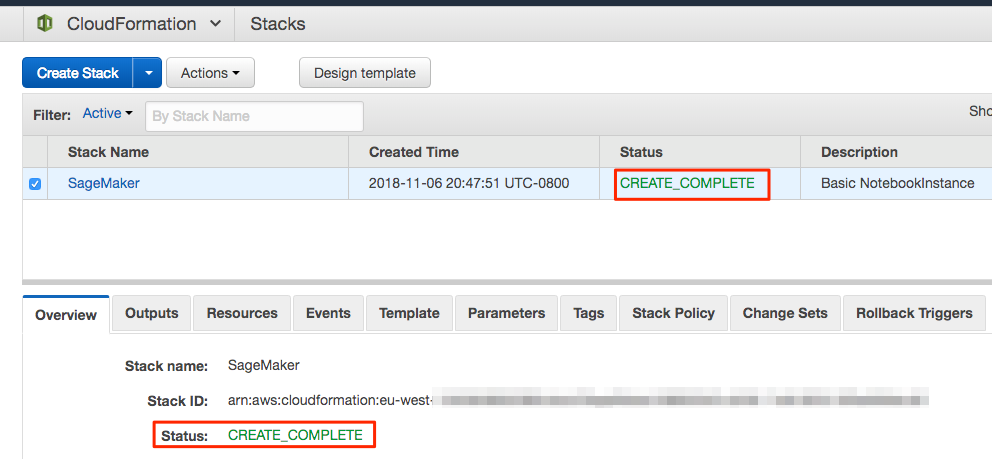 CloudFormation Stacks
Create Stack Actions Design template
Filter: Active By Stack Name
Stack Name Created Time Status Description
SageMaker 2018-11-06 20:47:51 UTC-0800 CREATE_COMPLETE Basic NotebookInstance
Overview Outputs Resources Events Template Parameters Tags Stack Policy Change Sets Rollback Triggers
Stack name: SageMaker
Stack ID: arn:aws:cloudformation:eu-west-
Status: CREATE_COMPLETE